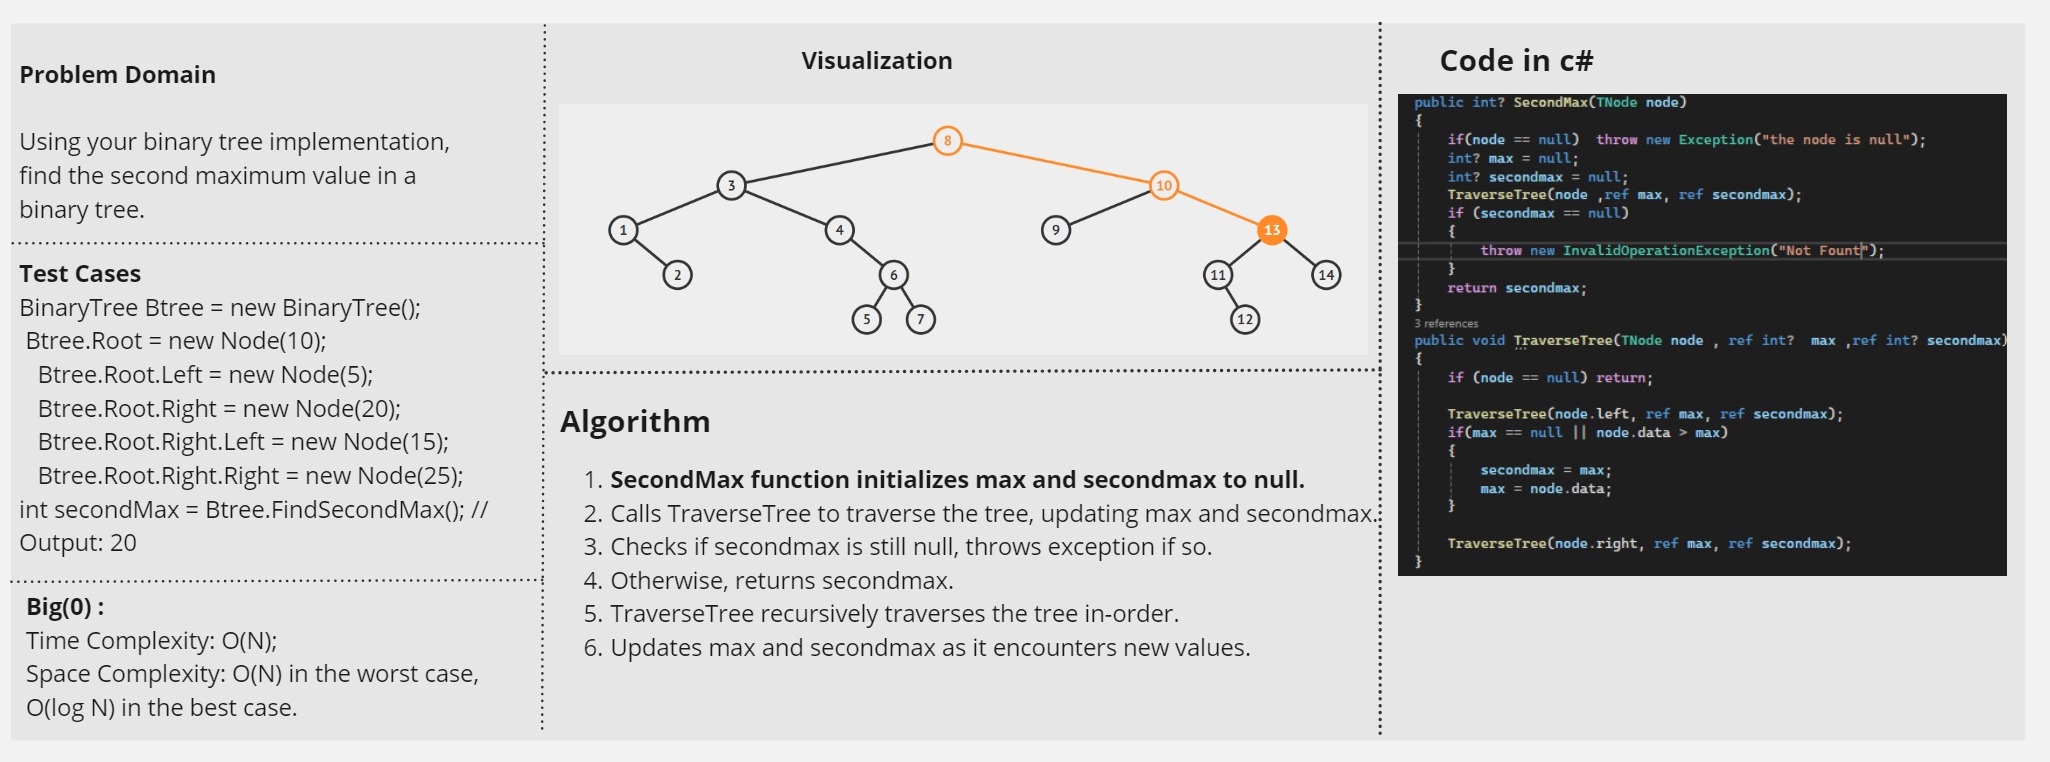 Problem Domain
Using your binary tree implementation,
find the second maximum value in a
binary tree.
Test Cases
BinaryTree Btree = new BinaryTree();
Btree.Root = new Node(10);
Btree.Root.Left = new Node(5);
Btree.Root.Right = new Node(20);
Btree.Root.Right.Left = new Node(15);
Btree.Root.Right.Right = new Node(25);
int secondMax = Btree.FindSecondMax(); //
Output: 20
Big(0) :
Time Complexity: O(N);
Space Complexity: O(N) in the worst case,
O(log N) in the best case.
Visualization
8
3
10
1
4
9
13
2
6
11
14
5
7
12
Algorithm
1. SecondMax function initializes max and secondmax to null.
2. Calls TraverseTree to traverse the tree, updating max and secondmax.
3. Checks if secondmax is still null, throws exception if so.
4. Otherwise, returns secondmax.
5. TraverseTree recursively traverses the tree in-order.
6. Updates max and secondmax as it encounters new values.
Code in c#
public int? SecondMax(TNode node)
{
if(node == null)  throw new Exception("the node is null");
int? max = null;
int? secondmax = null;
TraverseTree(node ,ref max, ref secondmax);
if (secondmax == null)
{
throw new InvalidOperationException("Not Fount");
}
return secondmax;
}
3 references
public void TraverseTree(TNode node , ref int?  max ,ref int? secondmax)
{
if (node == null) return;
TraverseTree(node.left, ref max, ref secondmax);
if(max == null || node.data > max)
{
secondmax = max;
max = node.data;
}
TraverseTree(node.right, ref max, ref secondmax);
}